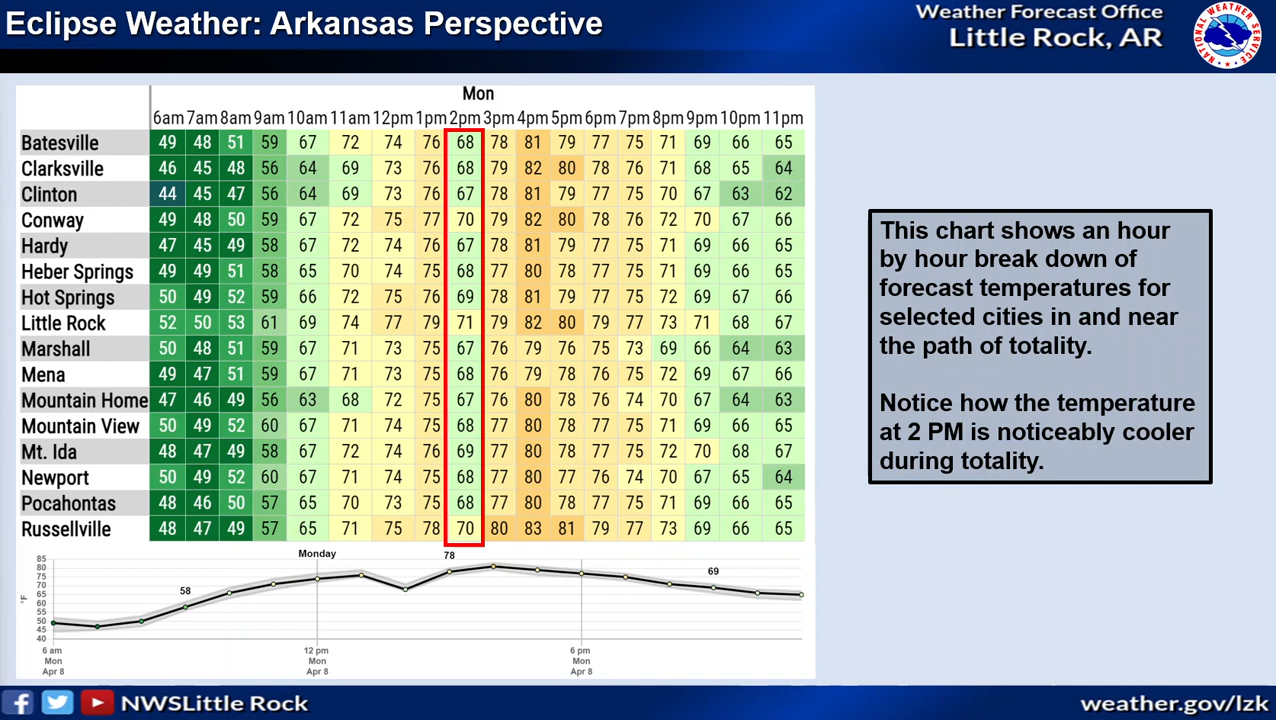 Eclipse Weather: Arkansas Perspective
Weather Forecast Office
Little Rock, AR
NATIONAL WEATHER SERVICE
Mon
6am 7am 8am 9am 10am 11am 12pm 1pm 2pm 3pm 4pm 5pm 6pm 7pm 8pm 9pm 10pm 11pm
Batesville 49 48 51 59 67 72 74 76 68 78 81 79 77 75 71 69 66 65
Clarksville 46 45 48 56 64 69 73 76 68 79 82 80 78 76 71 68 65 64
Clinton 44 45 47 56 64 69 73 76 67 78 81 79 77 75 70 67 63 62
Conway 49 48 50 59 67 72 75 77 70 79 82 80 78 76 72 70 67 66
Hardy 47 45 49 58 67 72 74 76 67 78 81 79 77 75 71 69 66 65
Heber Springs 49 49 51 58 65 70 74 75 68 77 80 78 77 75 71 69 66 65
Hot Springs 50 49 52 59 66 72 75 76 69 78 81 79 77 75 72 69 67 66
Little Rock 52 50 53 61 69 74 77 79 71 79 82 80 79 77 73 71 68 67
Marshall 50 48 51 59 67 71 73 75 67 76 79 76 75 73 69 66 64 63
Mena 49 47 51 59 67 71 73 75 68 76 79 78 76 75 72 69 67 66
Mountain Home 47 46 49 56 63 68 72 75 67 76 80 78 76 74 70 67 64 63
Mountain View 50 49 52 60 67 71 74 75 68 77 80 78 77 75 71 69 66 65
Mt. Ida 48 47 49 58 67 72 74 76 69 77 80 78 77 75 72 70 68 67
Newport 50 49 52 60 67 71 74 75 68 77 80 77 76 74 70 67 65 64
Pocahontas 48 46 50 57 65 70 73 75 68 77 80 78 77 75 71 69 66 65
Russellville 48 47 49 57 65 71 75 78 70 80 83 81 79 77 73 69 66 65
This chart shows an hour
by hour break down of
forecast temperatures for
selected cities in and near
the path of totality.
Notice how the temperature
at 2 PM is noticeably cooler
during totality.
Monday
58
78
69
°F
85
80
75
70
65
60
55
50
45
40
6 am
Mon
Apr 8
12 pm
Mon
Apr 8
6 pm
Mon
Apr 8
NWSLittle Rock
weather.gov/lzk